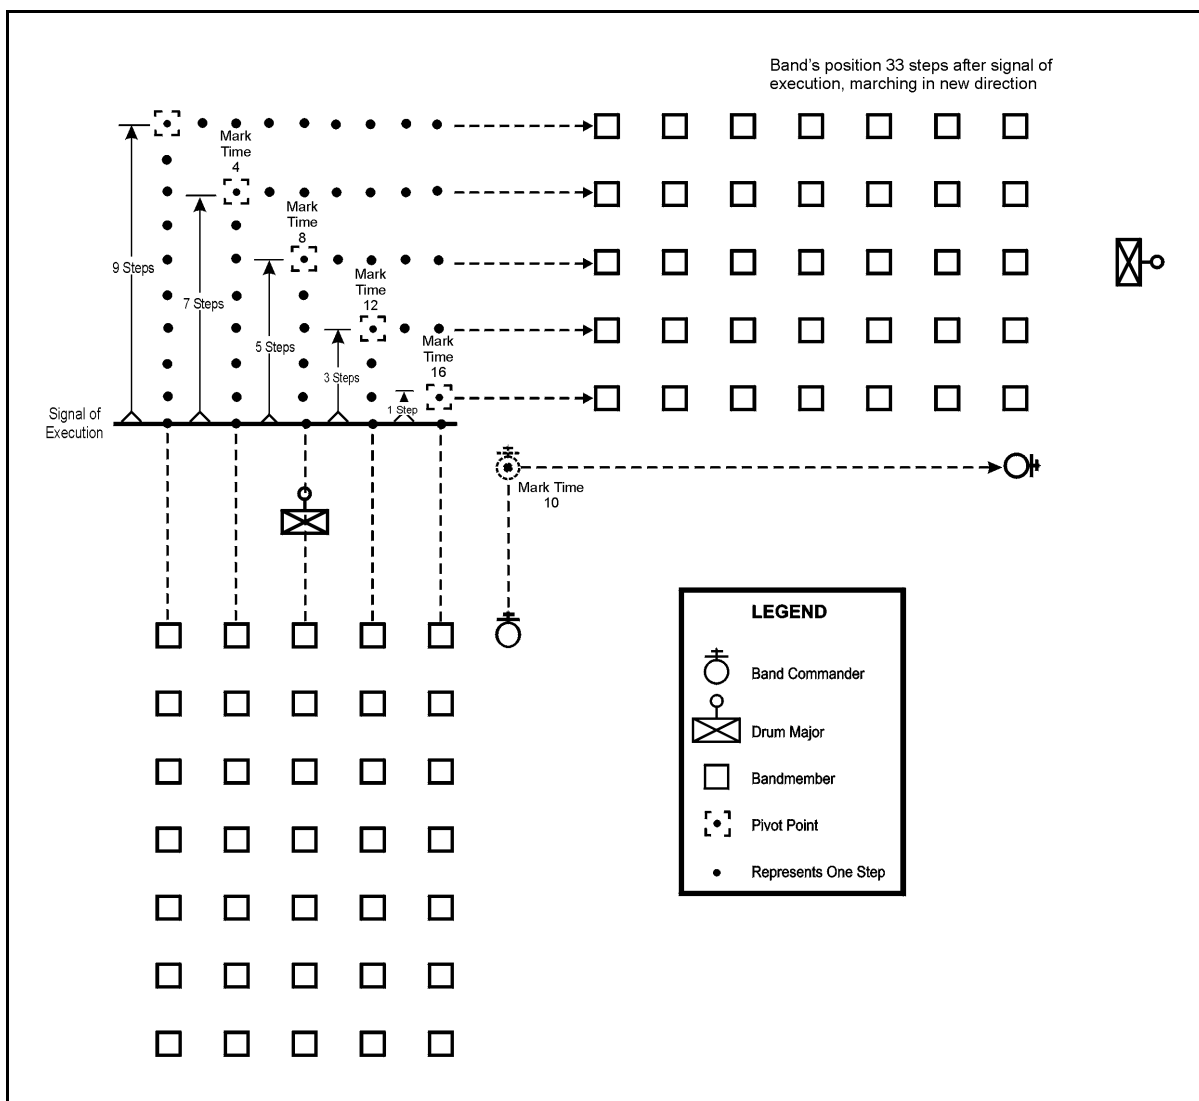 Band's position 33 steps after signal of
execution, marching in new direction
Mark
Time
4
Mark
Time
8
9 Steps
Mark
Time
12
7 Steps
5 Steps
Mark
Time
16
3 Steps
1 Step
Signal of
Execution
Mark Time
10
LEGEND
Band Commander
Drum Major
Bandmember
Pivot Point
Represents One Step